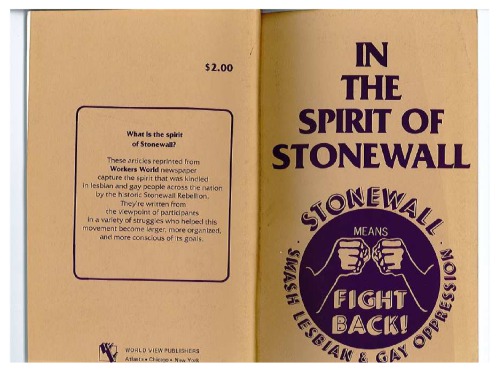 $2.00
What is the spirit
of Stonewall?
These articles reprinted from
Workers World newspaper
capture the spirit that was kindled
in lesbian and gay people across the nation
by the historic Stonewall Rebellion.
They're written from
the viewpoint of participants
in a variety of struggles who helped this
movement become larger, more organized,
and more conscious of its goals.
WORLD VIEW PUBLISHERS
Atlanta • Chicago • New York
IN
THE
SPIRIT OF
STONEWALL
STONEWALL
MEANS
FIGHT
BACK!
SMASH LESBIAN & GAY OPPRESSION